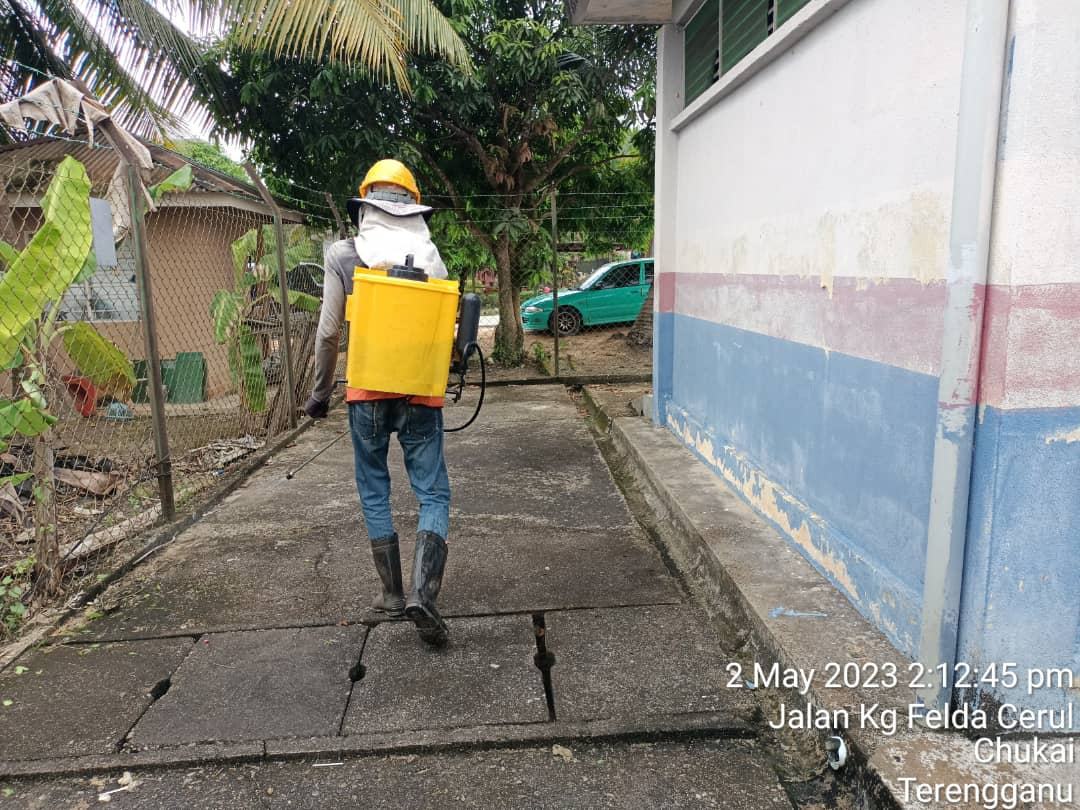 2 May 2023 2:12:45 pm
Jalan Kg Felda Cerul
Chukai
Terengganu